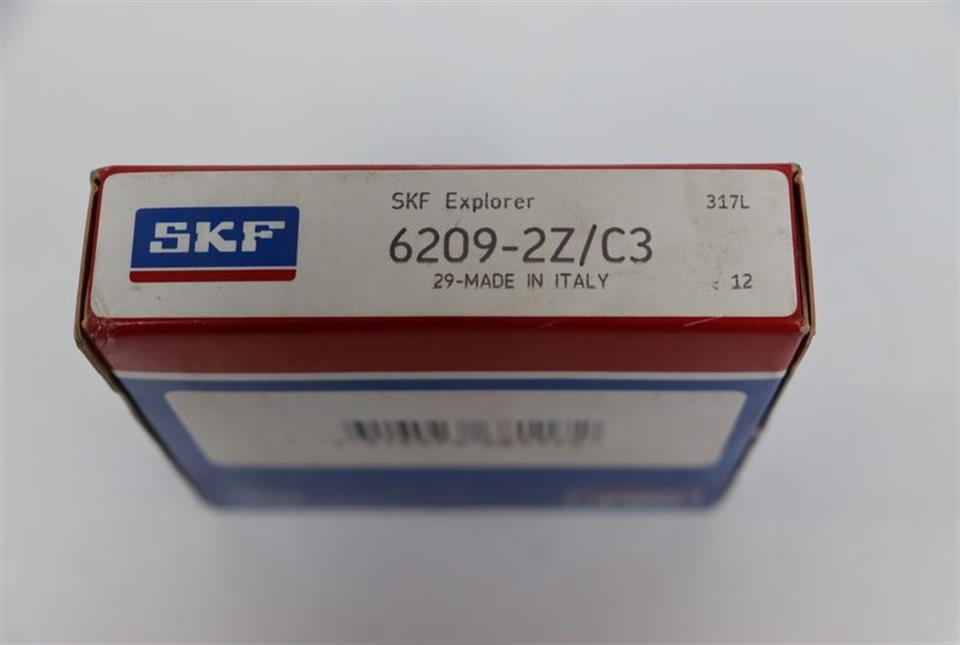 SKF
SKF Explorer
317L
6209-2Z/C3
29-MADE IN ITALY
12